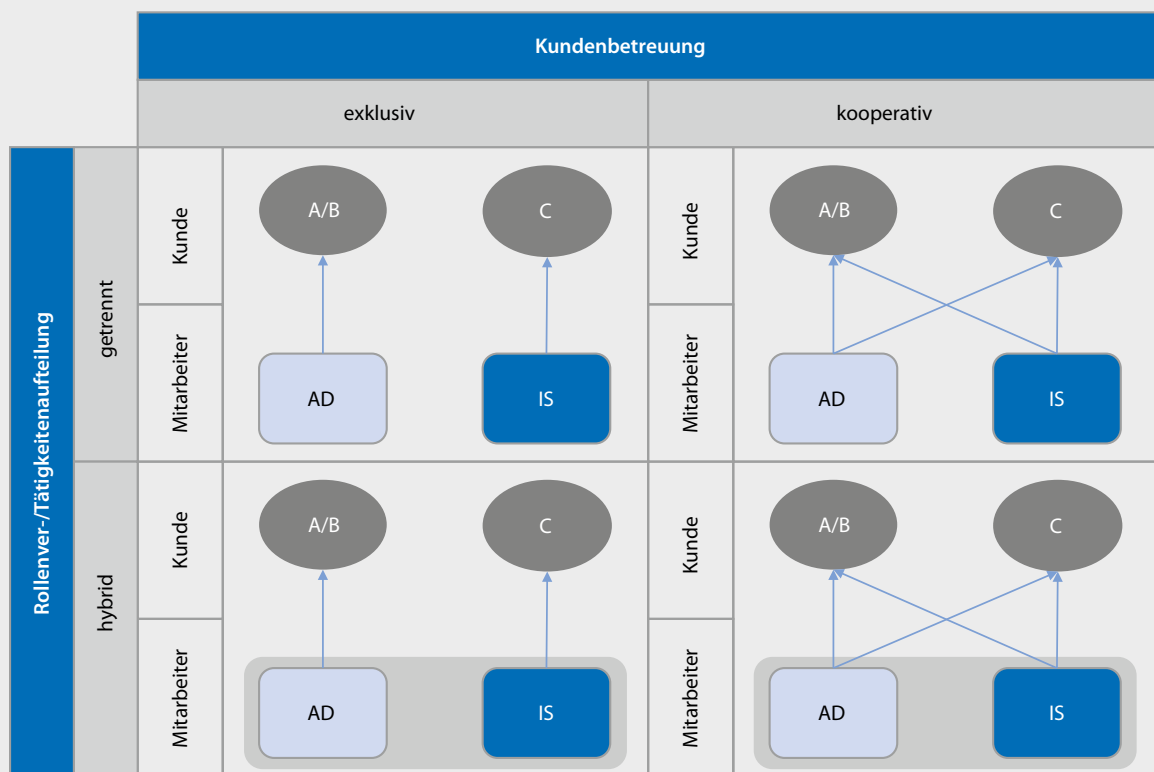 Kundenbetreuung
exklusiv
kooperativ
Rollenver-/Tätigkeitenaufteilung
getrennt
Kunde
A/B
C
Kunde
A/B
C
Mitarbeiter
AD
IS
Mitarbeiter
AD
IS
hybrid
Kunde
A/B
C
Kunde
A/B
C
Mitarbeiter
AD
IS
Mitarbeiter
AD
IS